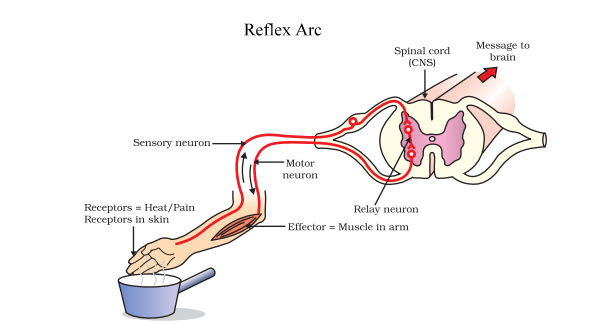 Reflex Arc
Spinal cord
(CNS)
Message to
brain
Sensory neuron
Motor
neuron
Relay neuron
Receptors = Heat/Pain
Receptors in skin
Effector = Muscle in arm